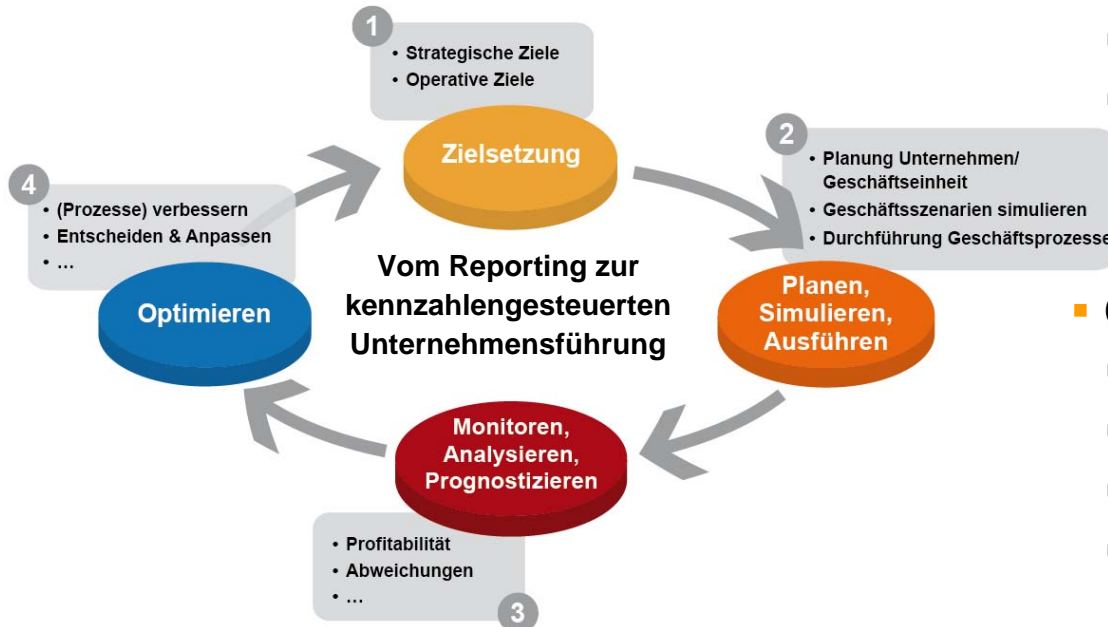 1
• Strategische Ziele
• Operative Ziele
Zielsetzung
2
• Planung Unternehmen/
Geschäftseinheit
• Geschäftsszenarien simulieren
• Durchführung Geschäftsprozesse
Planen,
Simulieren,
Ausführen
4
• (Prozesse) verbessern
• Entscheiden & Anpassen
• ...
Optimieren
Vom Reporting zur
kennzahlengesteuerten
Unternehmensführung
Monitoren,
Analysieren,
Prognostizieren
• Profitabilität
• Abweichungen
• ...
3